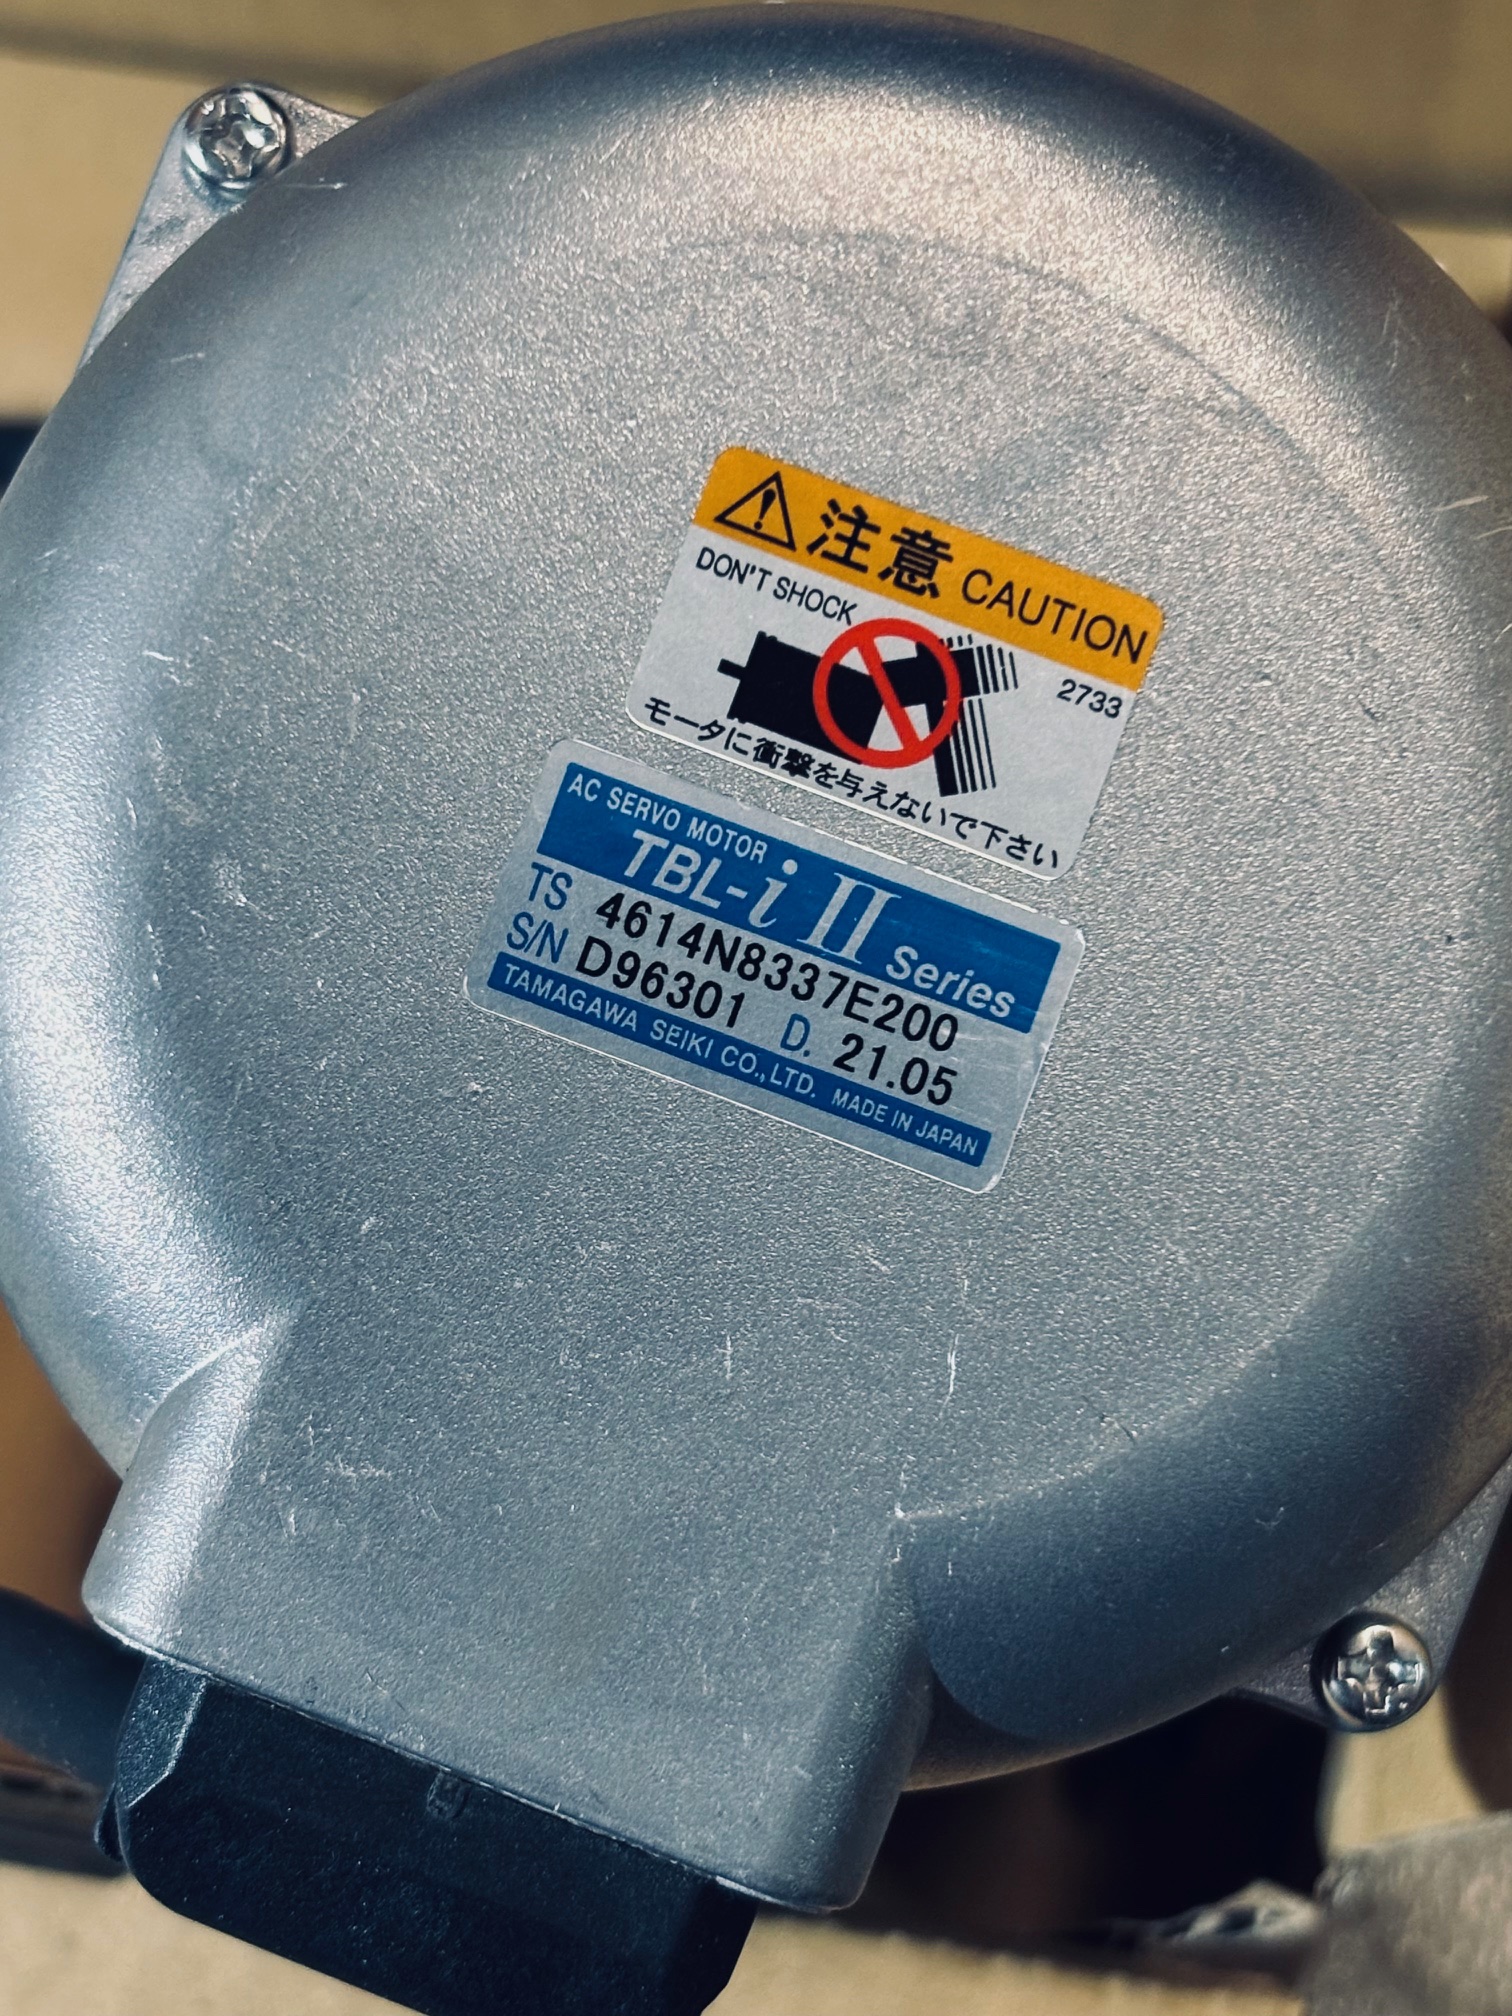 注意 CAUTION
DON'T SHOCK
2733
モータに衝撃を与えないで下さい
AC SERVO MOTOR
TBL-i II Series
TS 4614N8337E200
S/N D96301 D. 21.05
TAMAGAWA SEIKI CO.,LTD. MADE IN JAPAN